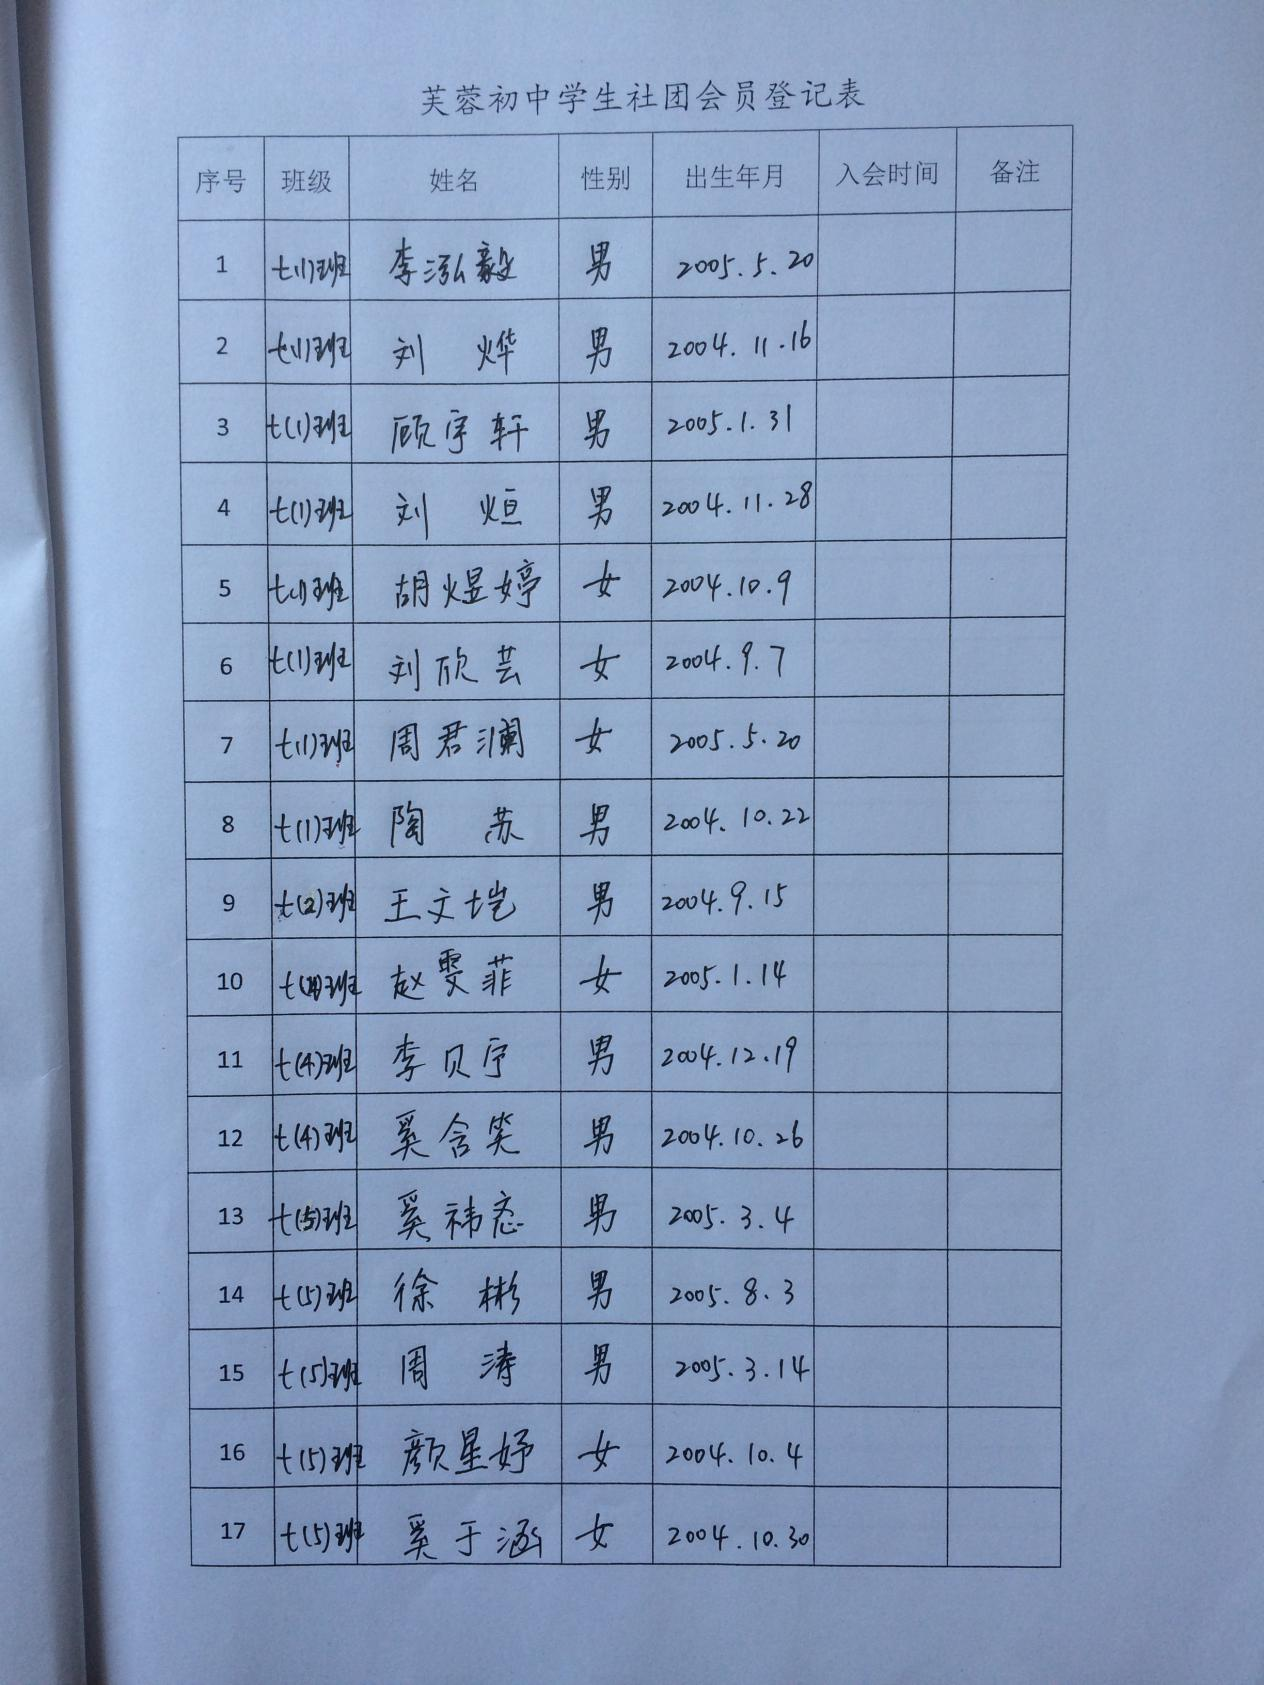 芙蓉初中学生社团会员登记表
序号 班级 姓名 性别 出生年月 入会时间 备注
1 七(1)班 李泓毅 男 2005.5.20
2 七(1)班 刘烨 男 2004.11.16
3 七(1)班 顾宇轩 男 2005.1.31
4 七(1)班 刘烜 男 2004.11.28
5 七(1)班 胡煜婷 女 2004.10.9
6 七(1)班 刘欣芸 女 2004.9.7
7 七(1)班 周君澜 女 2005.5.20
8 七(1)班 陶苏 男 2004.10.22
9 七(2)班 王文垲 男 2004.9.15
10 赵雯菲 女 2005.1.14
11 七(4)班 李贝宇 男 2004.12.19
12 七(4)班 奚含笑 男 2004.10.26
13 七(5)班 奚祎 男 2005.3.4
14 七(5)班 徐彬 男 2005.8.3
15 七(5)班 周涛 男 2005.3.14
16 七(5)班 颜星妤 女 2004.10.4
17 七(5)班 奚于涵 女 2004.10.30